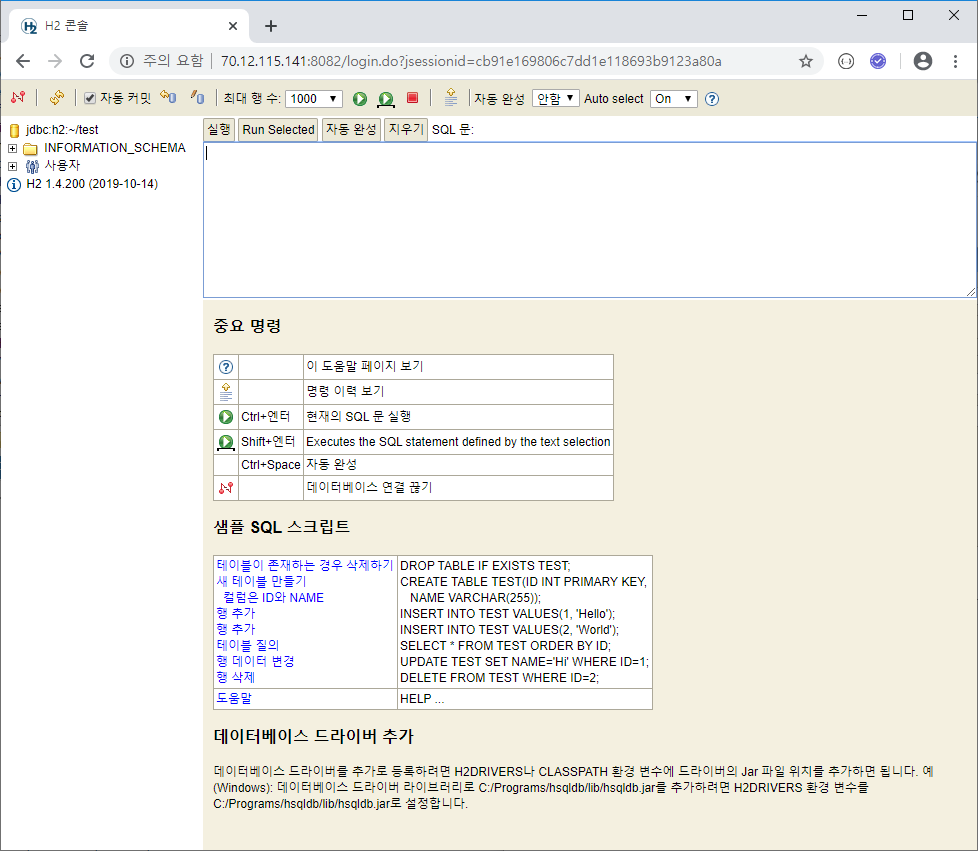 H2 콘솔
주의 요함 | 70.12.115.141:8082/login.do?jsessionid=cb91e169806c7dd1e118693b9123a80a
자동 커밋 최대 행 수: 1000 자동 완성 안함 Auto select On
jdbc:h2:~/test
INFORMATION_SCHEMA
사용자
H2 1.4.200 (2019-10-14)
실행 Run Selected 자동 완성 지우기 SQL 문:
중요 명령
이 도움말 페이지 보기
명령 이력 보기
Ctrl+엔터 현재의 SQL 문 실행
Shift+엔터 Executes the SQL statement defined by the text selection
Ctrl+Space 자동 완성
데이터베이스 연결 끊기
샘플 SQL 스크립트
테이블이 존재하는 경우 삭제하기 DROP TABLE IF EXISTS TEST;
새 테이블 만들기 CREATE TABLE TEST(ID INT PRIMARY KEY,
컬럼은 ID와 NAME NAME VARCHAR(255));
행 추가 INSERT INTO TEST VALUES(1, 'Hello');
행 추가 INSERT INTO TEST VALUES(2, 'World');
테이블 질의 SELECT * FROM TEST ORDER BY ID;
행 데이터 변경 UPDATE TEST SET NAME='Hi' WHERE ID=1;
행 삭제 DELETE FROM TEST WHERE ID=2;
도움말 HELP ...
데이터베이스 드라이버 추가
데이터베이스 드라이버를 추가로 등록하려면 H2DRIVERS나 CLASSPATH 환경 변수에 드라이버의 Jar 파일 위치를 추가하면 됩니다. 예
(Windows): 데이터베이스 드라이버 라이브러리로 C:/Programs/hsqldb/lib/hsqldb.jar를 추가하려면 H2DRIVERS 환경 변수를
C:/Programs/hsqldb/lib/hsqldb.jar로 설정합니다.